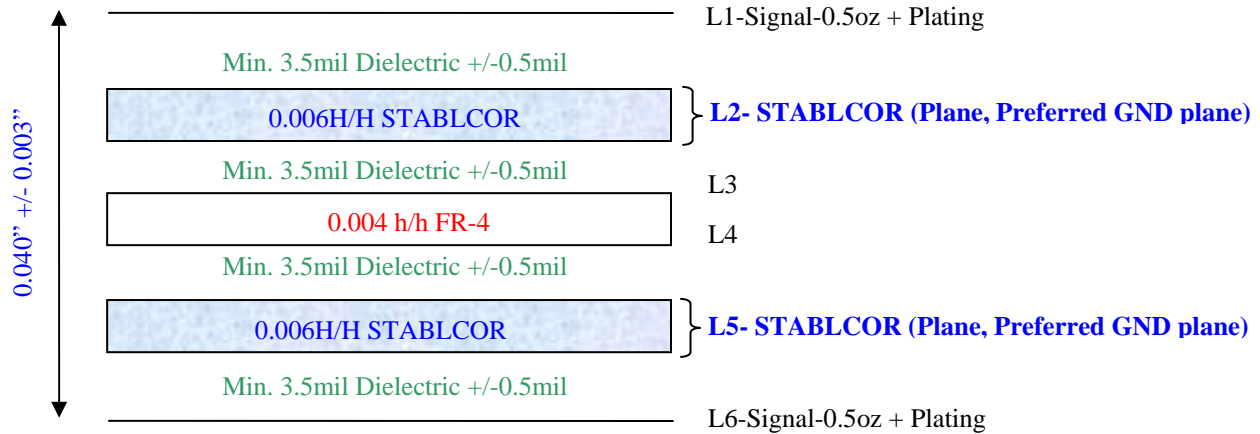 L1-Signal-0.5oz + Plating
Min. 3.5mil Dielectric +/-0.5mil
0.006H/H STABLCOR
L2- STABLCOR (Plane, Preferred GND plane)
Min. 3.5mil Dielectric +/-0.5mil
L3
0.004 h/h FR-4
L4
0.040” +/- 0.003”
Min. 3.5mil Dielectric +/-0.5mil
0.006H/H STABLCOR
L5- STABLCOR (Plane, Preferred GND plane)
Min. 3.5mil Dielectric +/-0.5mil
L6-Signal-0.5oz + Plating